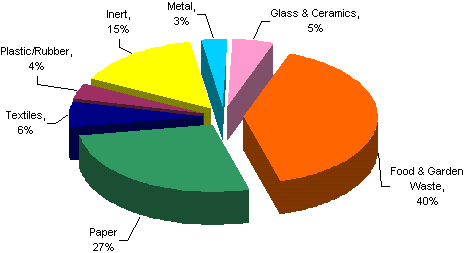 Metal,
3%
Glass & Ceramics,
5%
Inert,
15%
Plastic/Rubber,
4%
Textiles,
6%
Food & Garden
Waste,
40%
Paper
27%